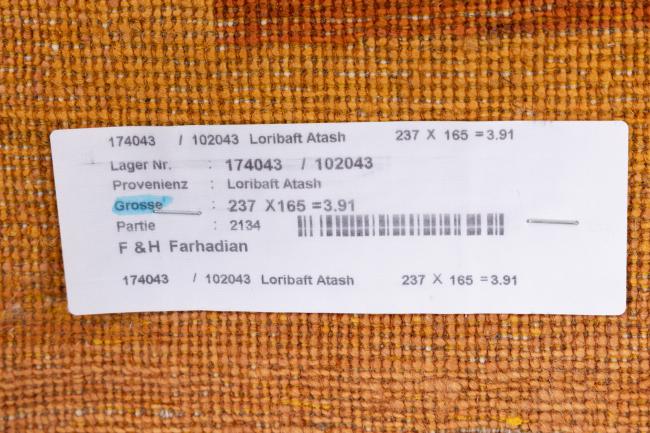 174043 / 102043 Loribaft Atash 237 X 165 =3.91
Lager Nr. : 174043 / 102043
Provenienz : Loribaft Atash
Grosse : 237 X165 =3.91
Partie : 2134
F & H Farhadian
174043 / 102043 Loribaft Atash 237 X 165 =3.91